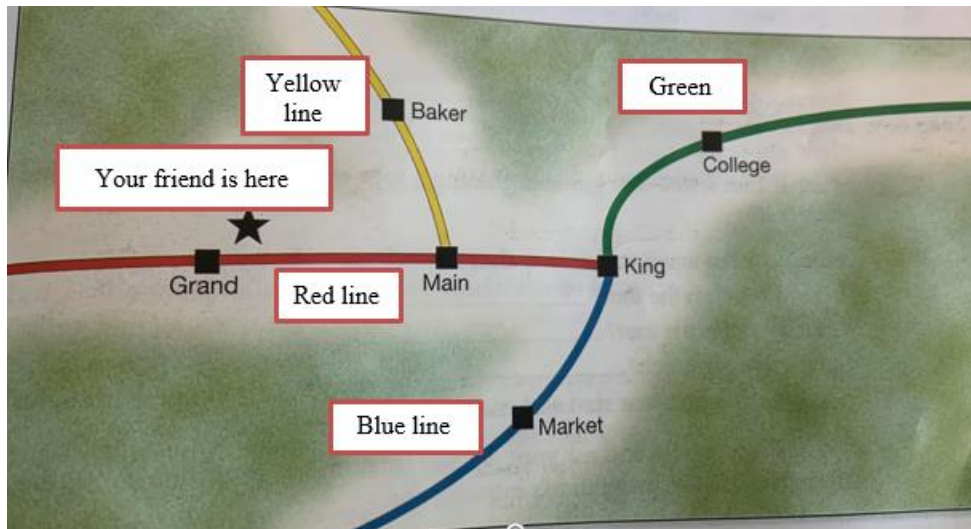 Yellow
line
Green
Baker
College
Your friend is here
Grand
Red line
Main
King
Blue line
Market